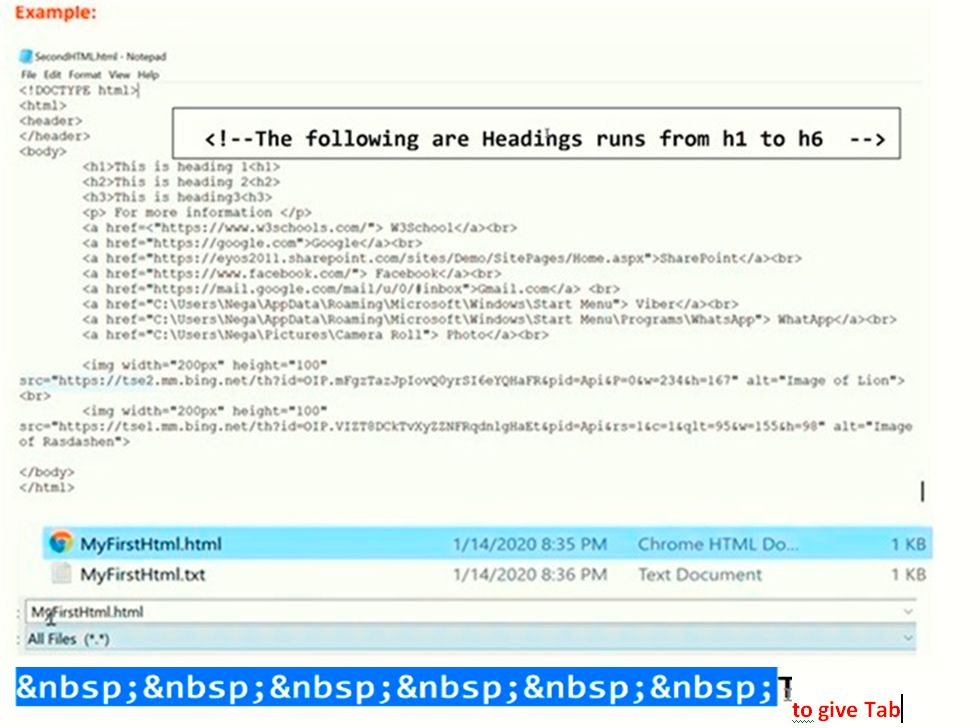 Example:
SecondHTML.html - Notepad
File Edit Format View Help
<!DOCTYPE html>
<html>
<header>
</header>
<!--The following are Headings runs from h1 to h6 -->
<body>
<h1>This is heading 1<h1>
<h2>This is heading 2<h2>
<h3>This is heading3<h3>
<p> For more information </p>
<a href=<"https://www.w3schools.com/"> W3School</a><br>
<a href="https://google.com">Google</a><br>
<a href="https://eyos2011.sharepoint.com/sites/Demo/SitePages/Home.aspx">SharePoint</a><br>
<a href="https://www.facebook.com/"> Facebook</a><br>
<a href="https://mail.google.com/mail/u/0/#inbox">Gmail.com</a> <br>
<a href="C:\Users\Nega\AppData\Roaming\Microsoft\Windows\Start Menu"> Viber</a><br>
<a href="C:\Users\Nega\AppData\Roaming\Microsoft\Windows\Start Menu\Programs\WhatsApp"> WhatApp</a><br>
<a href="C:\Users\Nega\Pictures\Camera Roll"> Photo</a><br>
<img width="200px" height="100"
src="https://tse2.mm.bing.net/th?id=OIP.mFgzTazJpIovQ0yrSI6eYQHaFR&pid=Api&P=0&w=234&h=167" alt="Image of Lion">
<br>
<img width="200px" height="100"
src="https://tse1.mm.bing.net/th?id=OIP.VIZT8DCkTvXyZZNFRqdnlgHaEt&pid=Api&rs=1&c=1&qlt=95&w=155&h=98" alt="Image
of Rasdashen">
</body>
</html>
MyFirstHtml.html 1/14/2020 8:35 PM Chrome HTML Do... 1 KB
MyFirstHtml.txt 1/14/2020 8:36 PM Text Document 1 KB
MyFirstHtml.html
All Files (*.*)
&nbsp;&nbsp;&nbsp;&nbsp;&nbsp;&nbsp;T
to give Tab